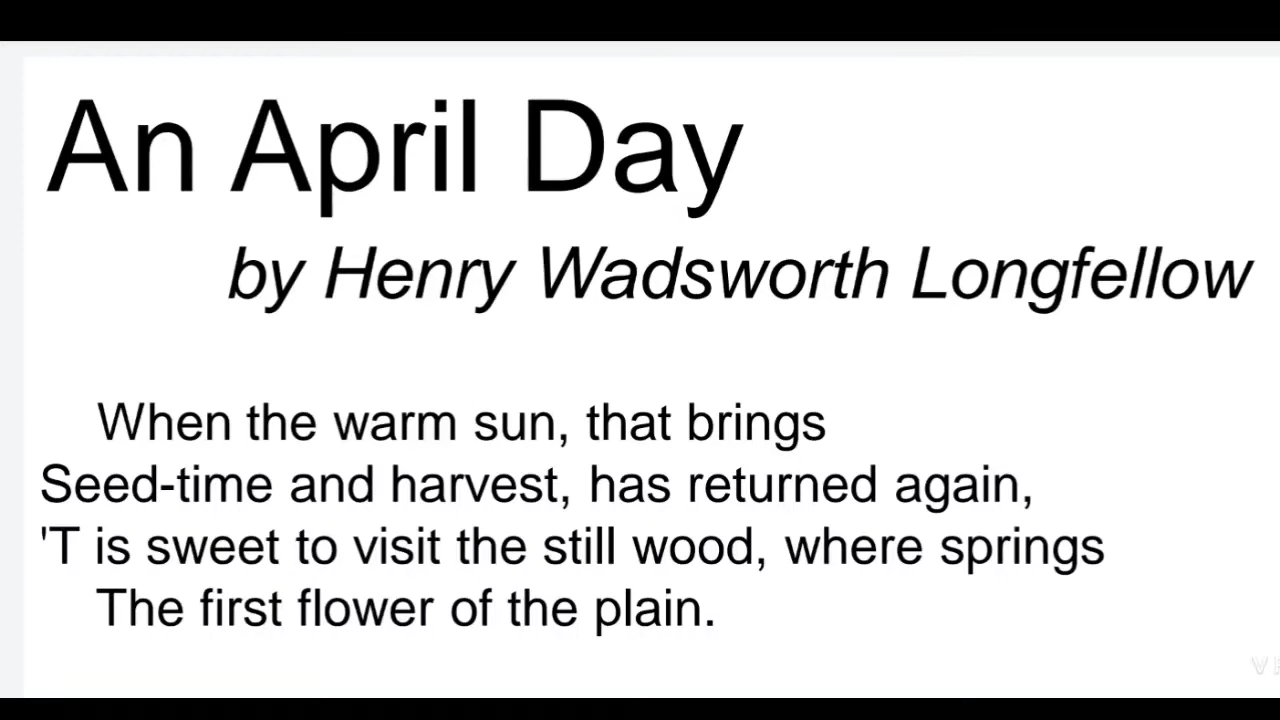 An April Day
by Henry Wadsworth Longfellow
When the warm sun, that brings
Seed-time and harvest, has returned again,
'T is sweet to visit the still wood, where springs
The first flower of the plain.